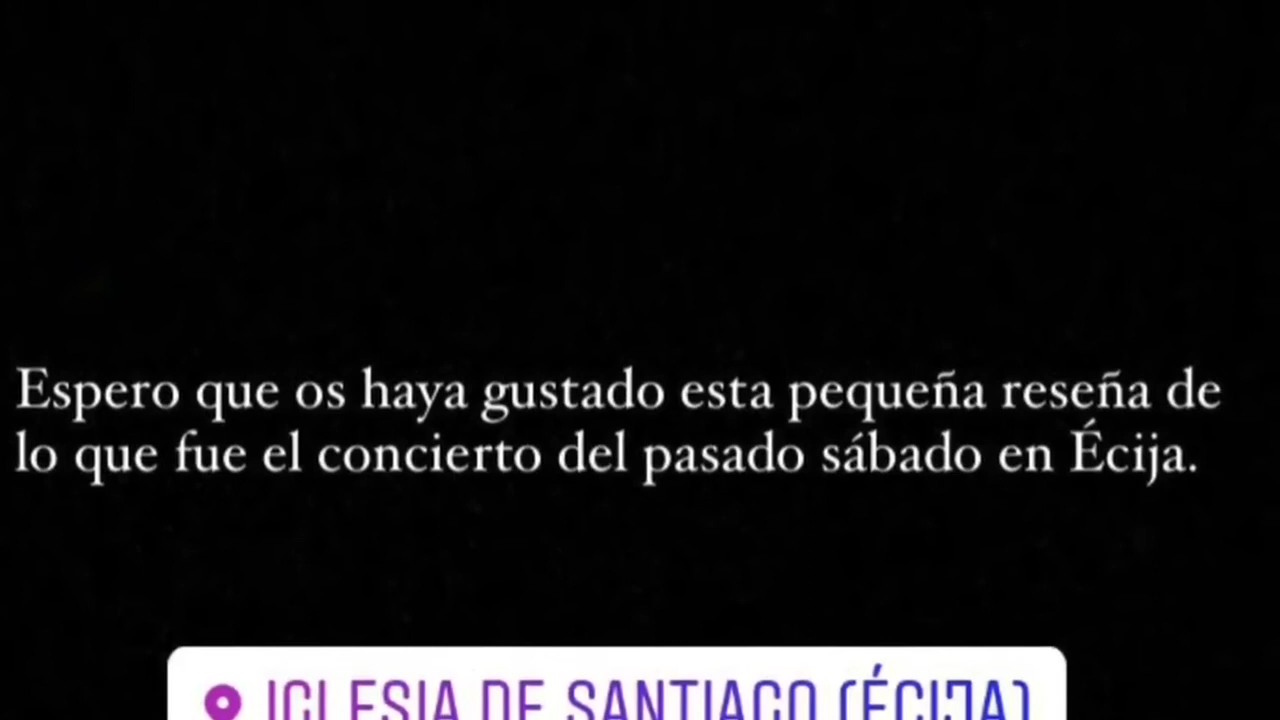 Espero que os haya gustado esta pequeña reseña de
lo que fue el concierto del pasado sábado en Écija.
IGLESIA DE SANTIAGO (ÉCIJA)